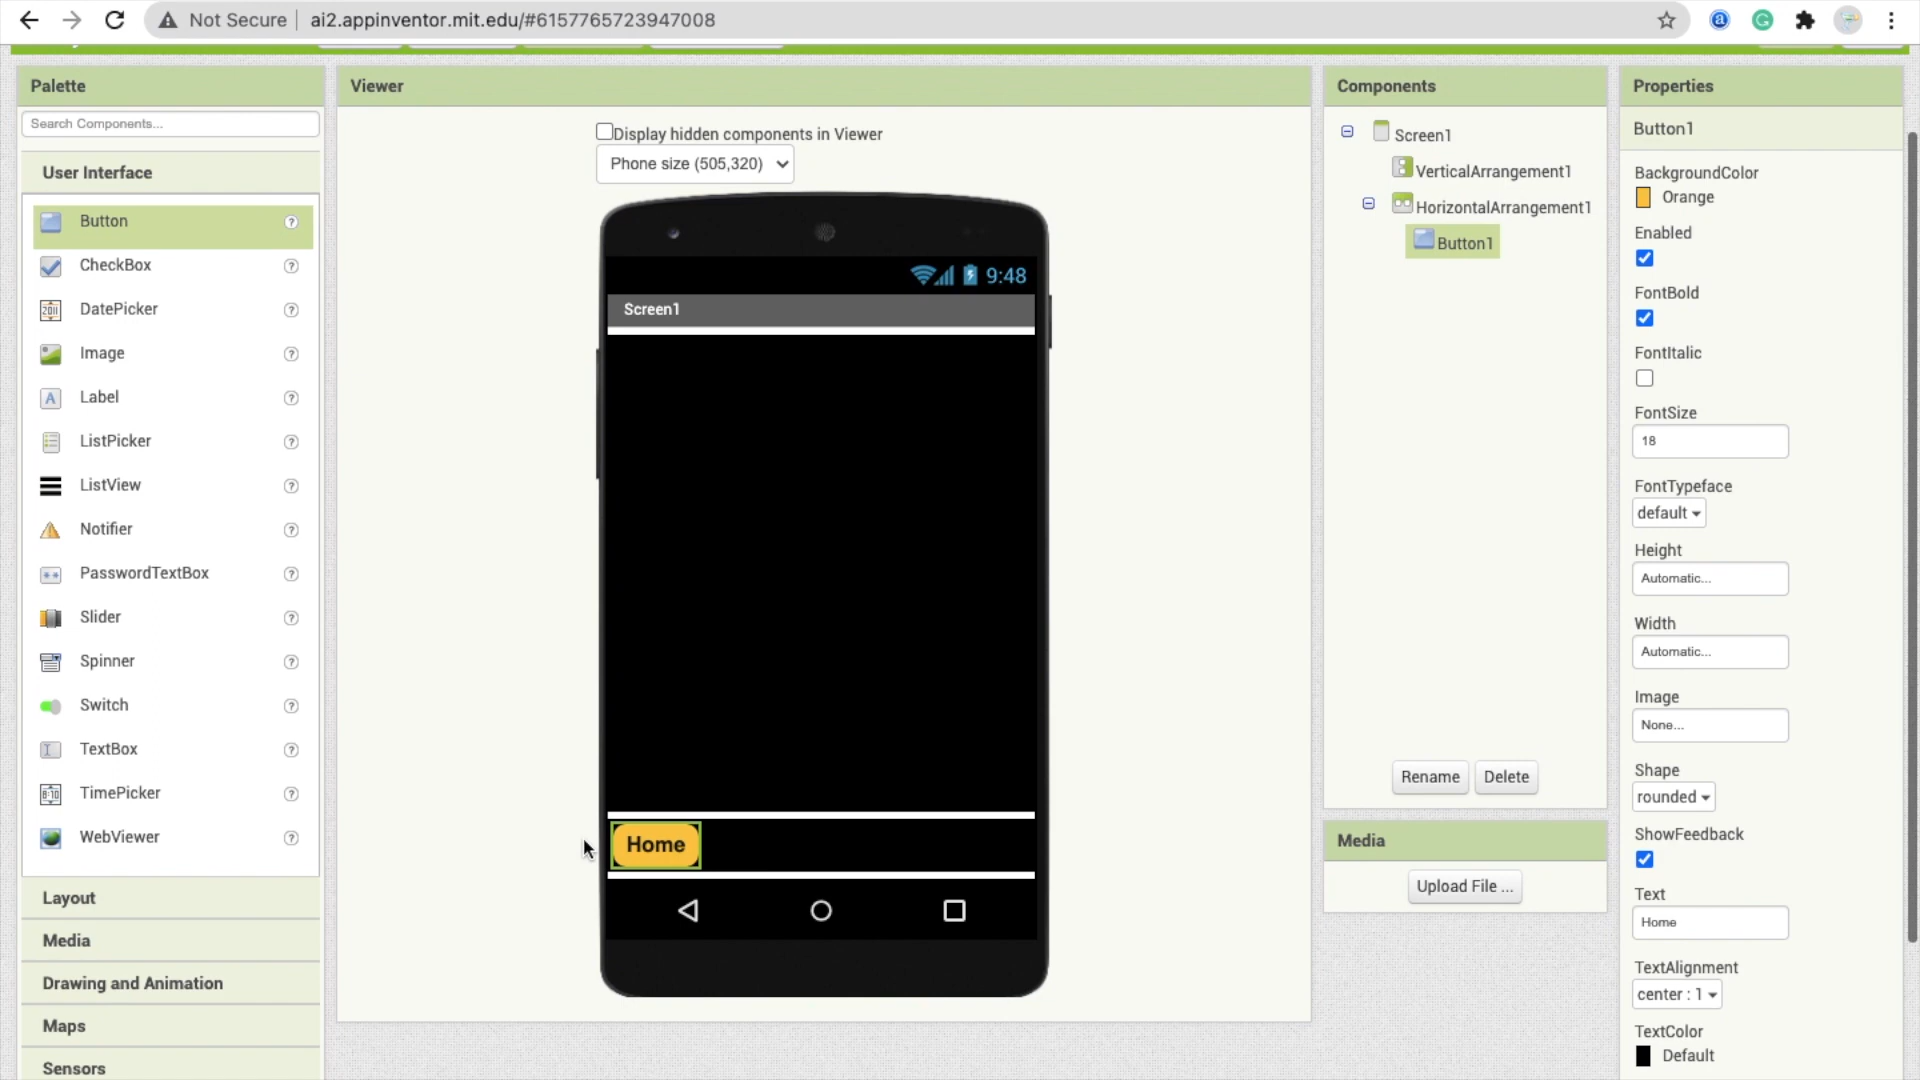 Not Secure
ai2.appinventor.mit.edu/#6157765723947008
Palette
Search Components...
User Interface
Button
CheckBox
DatePicker
Image
Label
ListPicker
ListView
Notifier
PasswordTextBox
Slider
Spinner
Switch
TextBox
TimePicker
WebViewer
Layout
Media
Drawing and Animation
Maps
Sensors
Viewer
Display hidden components in Viewer
Phone size (505,320)
9:48
Screen1
Home
Components
Screen1
VerticalArrangement1
HorizontalArrangement1
Button1
Rename Delete
Media
Upload File ...
Properties
Button1
BackgroundColor
Orange
Enabled
FontBold
FontItalic
FontSize
18
FontTypeface
default
Height
Automatic...
Width
Automatic...
Image
None...
Shape
rounded
ShowFeedback
Text
Home
TextAlignment
center : 1
TextColor
Default